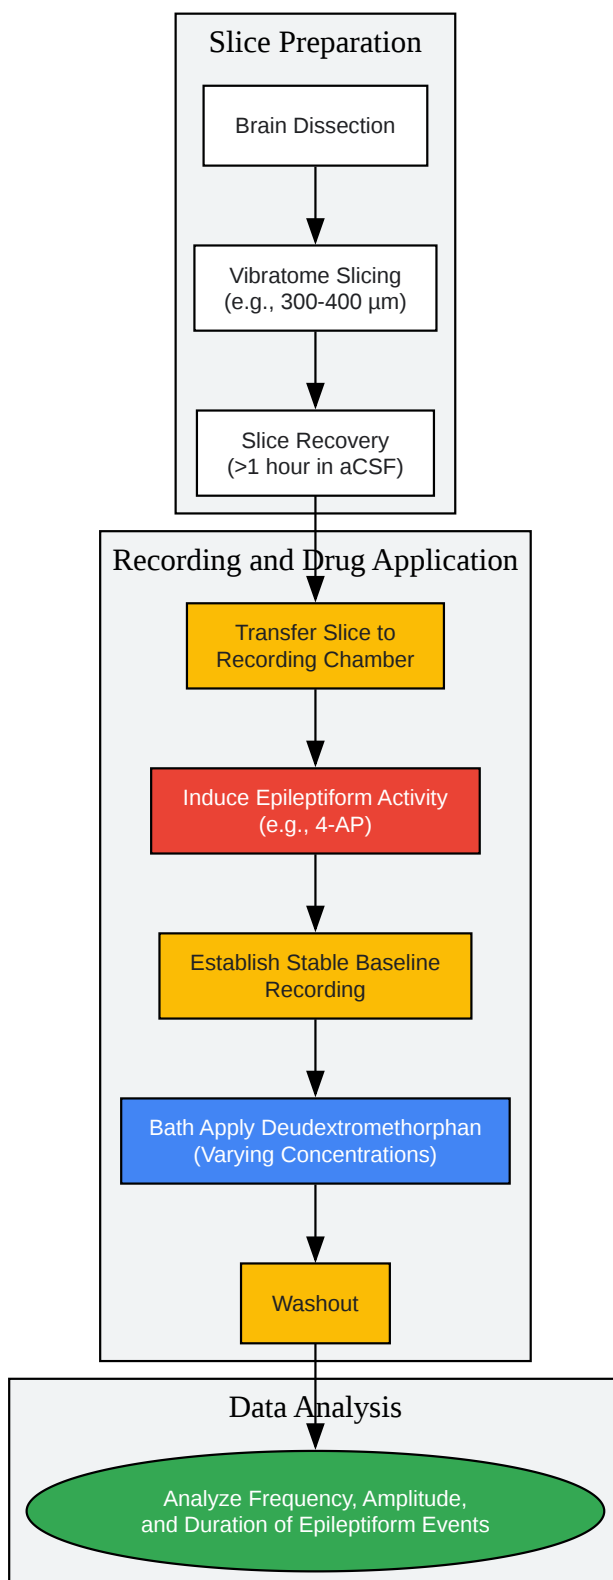 Slice Preparation
Brain Dissection
Vibratome Slicing
(e.g., 300-400 µm)
Slice Recovery
(>1 hour in aCSF)
Recording and Drug Application
Transfer Slice to
Recording Chamber
Induce Epileptiform Activity
(e.g., 4-AP)
Establish Stable Baseline
Recording
Bath Apply Deudextromethorphan
(Varying Concentrations)
Washout
Data Analysis
Analyze Frequency, Amplitude,
and Duration of Epileptiform Events